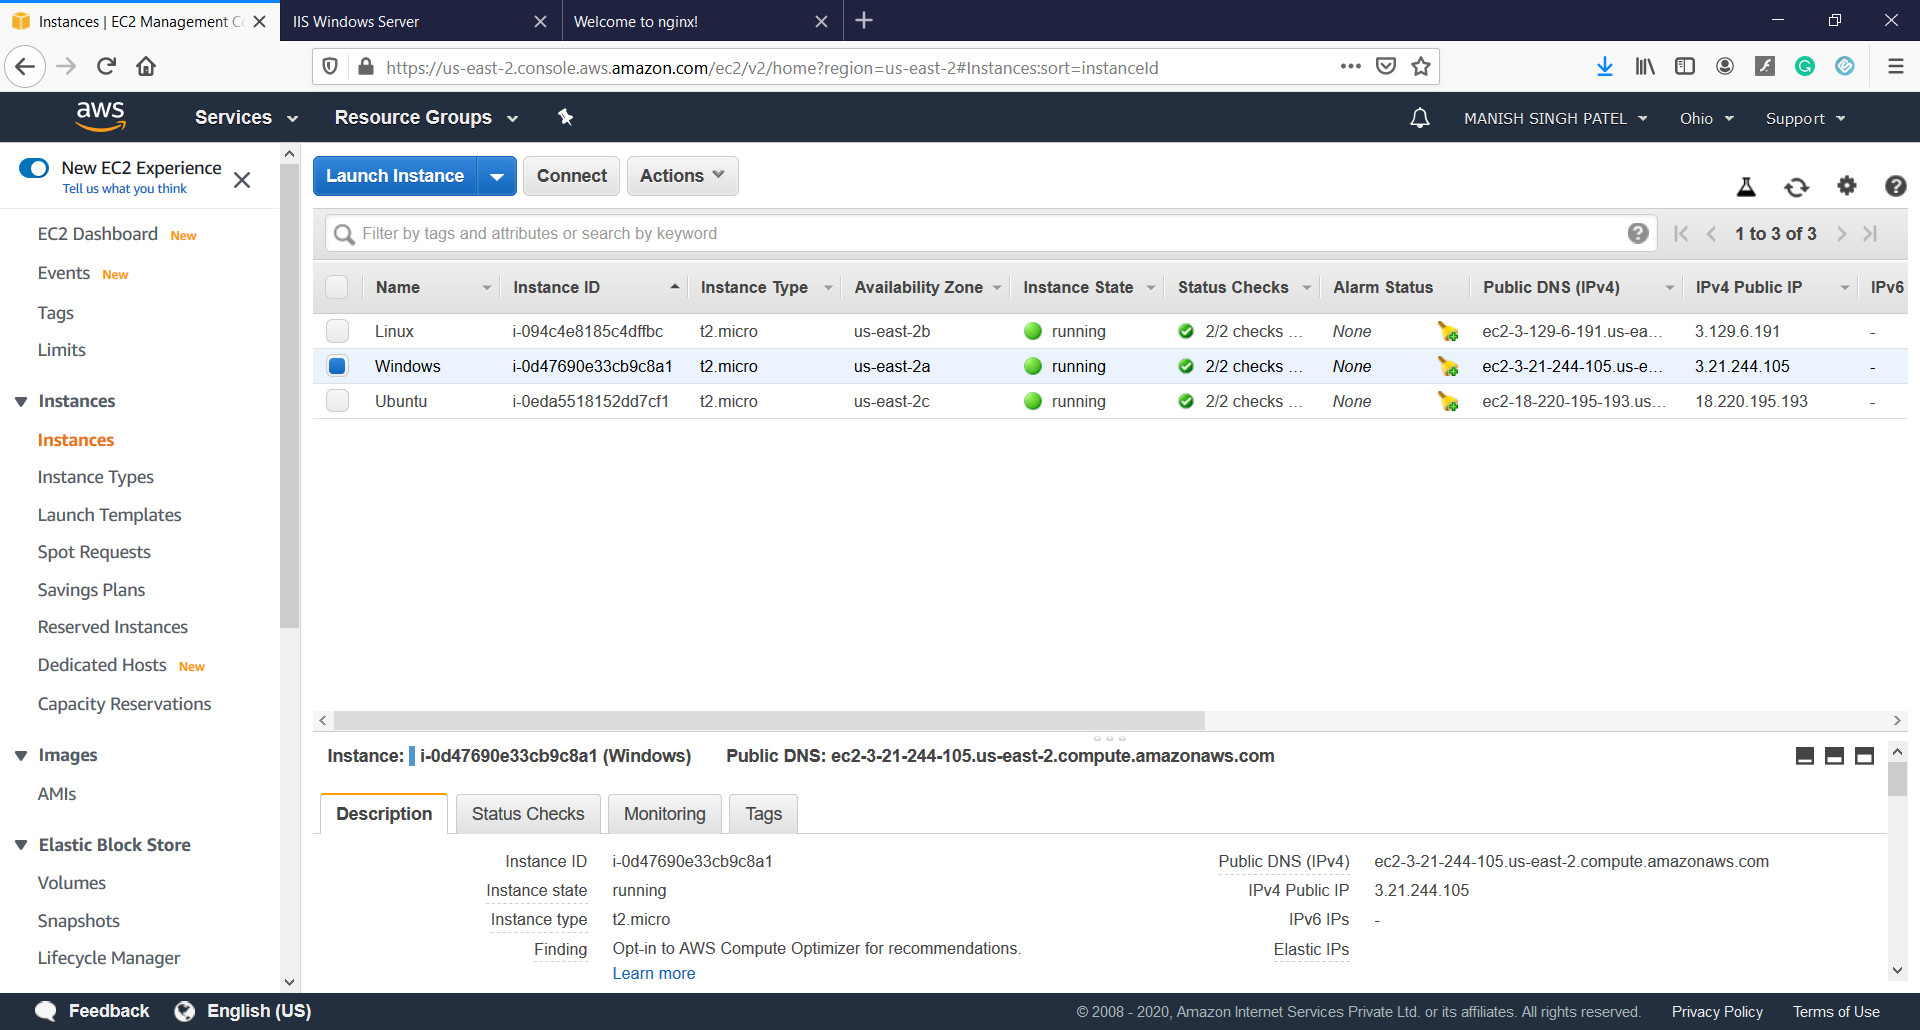 Instances | EC2 Management Co
IIS Windows Server
Welcome to nginx!
https://us-east-2.console.aws.amazon.com/ec2/v2/home?region=us-east-2#Instances:sort=instanceId
aws
Services
Resource Groups
MANISH SINGH PATEL
Ohio
Support
New EC2 Experience
Tell us what you think
EC2 Dashboard New
Events New
Tags
Limits
Instances
Instances
Instance Types
Launch Templates
Spot Requests
Savings Plans
Reserved Instances
Dedicated Hosts New
Capacity Reservations
Images
AMIs
Elastic Block Store
Volumes
Snapshots
Lifecycle Manager
Launch Instance
Connect
Actions
Filter by tags and attributes or search by keyword
1 to 3 of 3
Name Instance ID Instance Type Availability Zone Instance State Status Checks Alarm Status Public DNS (IPv4) IPv4 Public IP IPv6
Linux i-094c4e8185c4dffbc t2.micro us-east-2b running 2/2 checks ... None ec2-3-129-6-191.us-ea... 3.129.6.191 -
Windows i-0d47690e33cb9c8a1 t2.micro us-east-2a running 2/2 checks ... None ec2-3-21-244-105.us-e... 3.21.244.105 -
Ubuntu i-0eda5518152dd7cf1 t2.micro us-east-2c running 2/2 checks ... None ec2-18-220-195-193.us... 18.220.195.193 -
Instance: i-0d47690e33cb9c8a1 (Windows) Public DNS: ec2-3-21-244-105.us-east-2.compute.amazonaws.com
Description
Status Checks
Monitoring
Tags
Instance ID i-0d47690e33cb9c8a1
Instance state running
Instance type t2.micro
Finding Opt-in to AWS Compute Optimizer for recommendations.
Learn more
Public DNS (IPv4) ec2-3-21-244-105.us-east-2.compute.amazonaws.com
IPv4 Public IP 3.21.244.105
IPv6 IPs -
Elastic IPs
Feedback
English (US)
© 2008 - 2020, Amazon Internet Services Private Ltd. or its affiliates. All rights reserved.
Privacy Policy
Terms of Use